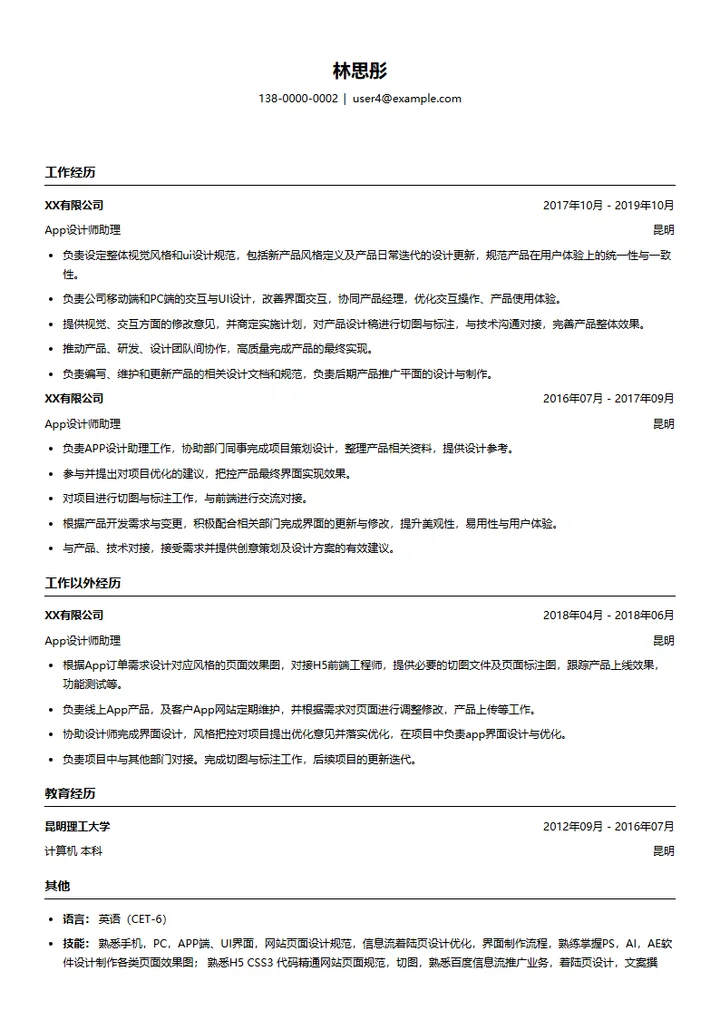 林思彤
138-0000-0002 | user4@example.com
工作经历
XX有限公司 2017年10月 - 2019年10月
App设计师助理 昆明
• 负责设定整体视觉风格和ui设计规范，包括新产品风格定义及产品日常迭代的设计更新，规范产品在用户体验上的统一性与一致
性。
• 负责公司移动端和PC端的交互与UI设计，改善界面交互，协同产品经理，优化交互操作、产品使用体验。
• 提供视觉、交互方面的修改意见，并商定实施计划，对产品设计稿进行切图与标注，与技术沟通对接，完善产品整体效果。
• 推动产品、研发、设计团队间协作，高质量完成产品的最终实现。
• 负责编写、维护和更新产品的相关设计文档和规范，负责后期产品推广平面的设计与制作。
XX有限公司 2016年07月 - 2017年09月
App设计师助理 昆明
• 负责APP设计助理工作，协助部门同事完成项目策划设计，整理产品相关资料，提供设计参考。
• 参与并提出对项目优化的建议，把控产品最终界面实现效果。
• 对项目进行切图与标注工作，与前端进行交流对接。
• 根据产品开发需求与变更，积极配合相关部门完成界面的更新与修改，提升美观性，易用性与用户体验。
• 与产品、技术对接，接受需求并提供创意策划及设计方案的有效建议。
工作以外经历
XX有限公司 2018年04月 - 2018年06月
App设计师助理 昆明
• 根据App订单需求设计对应风格的页面效果图，对接H5前端工程师，提供必要的切图文件及页面标注图，跟踪产品上线效果，
功能测试等。
• 负责线上App产品，及客户App网站定期维护，并根据需求对页面进行调整修改，产品上传等工作。
• 协助设计师完成界面设计，风格把控对项目提出优化意见并落实优化，在项目中负责app界面设计与优化。
• 负责项目中与其他部门对接。完成切图与标注工作，后续项目的更新迭代。
教育经历
昆明理工大学 2012年09月 - 2016年07月
计算机 本科 昆明
其他
• 语言： 英语（CET-6）
• 技能： 熟悉手机，PC，APP端、UI界面，网站页面设计规范，信息流着陆页设计优化，界面制作流程，熟练掌握PS，AI，AE软
件设计制作各类页面效果图； 熟悉H5 CSS3 代码精通网站页面规范，切图，熟悉百度信息流推广业务，着陆页设计，文案撰